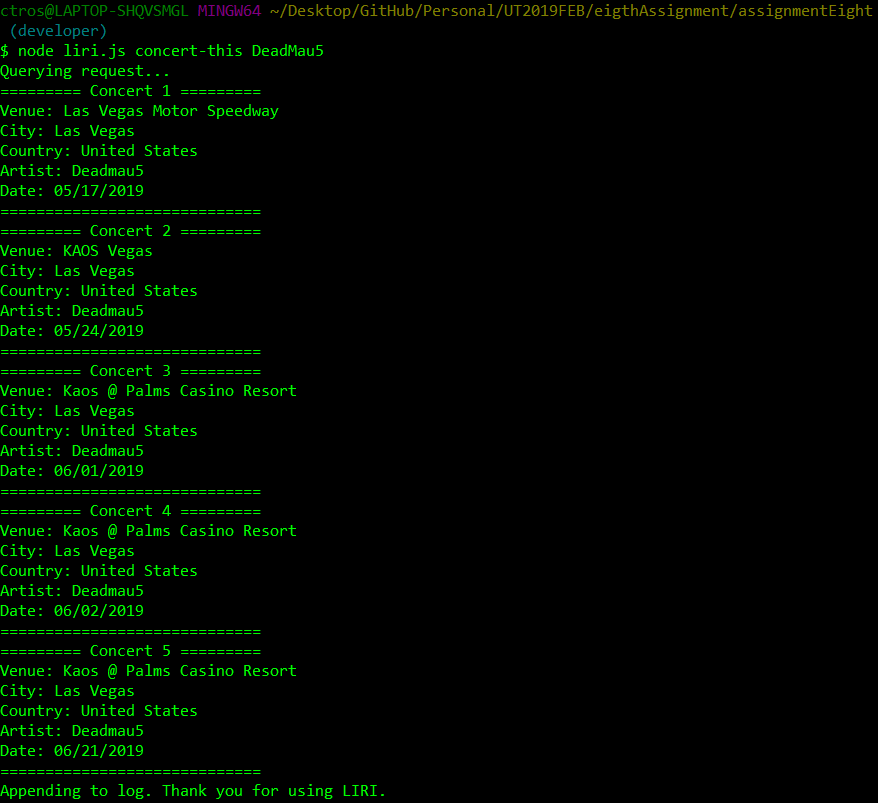 ctros@LAPTOP-SHQVSMGL MINGW64 ~/Desktop/GitHub/Personal/UT2019FEB/eigthAssignment/assignmentEight
(developer)
$ node liri.js concert-this DeadMau5
Querying request...
========= Concert 1 =========
Venue: Las Vegas Motor Speedway
City: Las Vegas
Country: United States
Artist: Deadmau5
Date: 05/17/2019
=============================
========= Concert 2 =========
Venue: KAOS Vegas
City: Las Vegas
Country: United States
Artist: Deadmau5
Date: 05/24/2019
=============================
========= Concert 3 =========
Venue: Kaos @ Palms Casino Resort
City: Las Vegas
Country: United States
Artist: Deadmau5
Date: 06/01/2019
=============================
========= Concert 4 =========
Venue: Kaos @ Palms Casino Resort
City: Las Vegas
Country: United States
Artist: Deadmau5
Date: 06/02/2019
=============================
========= Concert 5 =========
Venue: Kaos @ Palms Casino Resort
City: Las Vegas
Country: United States
Artist: Deadmau5
Date: 06/21/2019
=============================
Appending to log. Thank you for using LIRI.